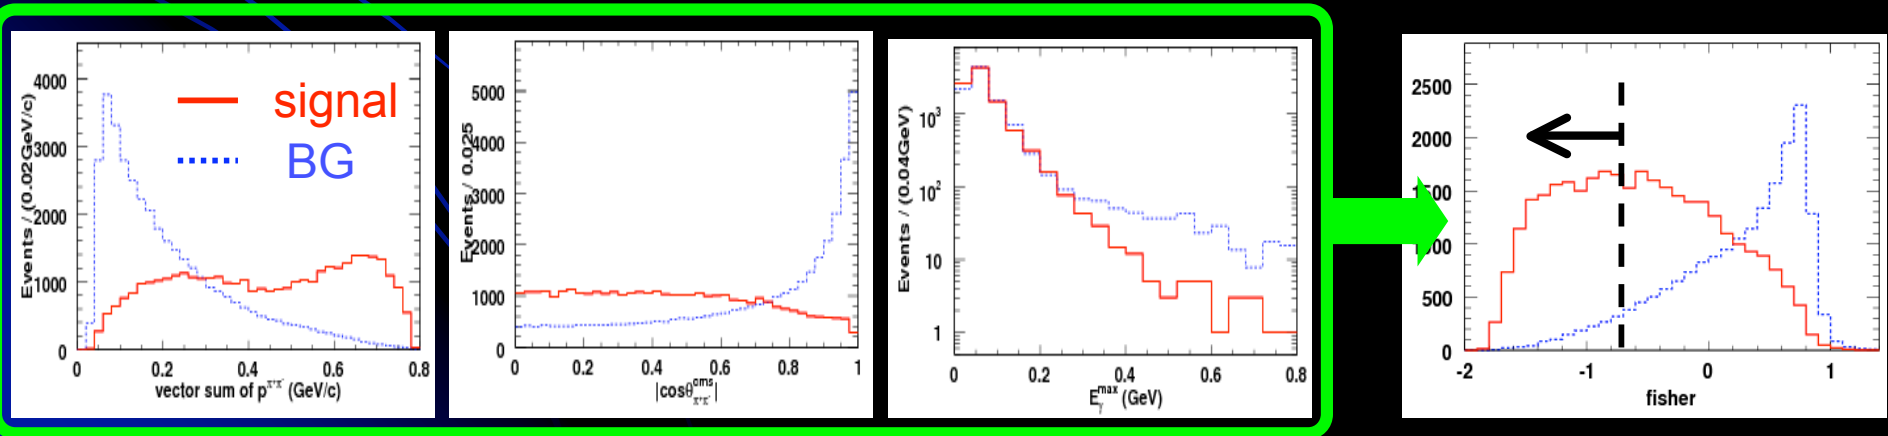 Events / (0.02GeV/c)
4000
3000
2000
1000
0
signal
BG
0 0.2 0.4 0.6 0.8
vector sum of p^π⁺π⁻ (GeV/c)
Events / 0.025
5000
4000
3000
2000
1000
0
0 0.2 0.4 0.6 0.8 1
|cosθ^cms_π⁺π⁻|
Events / (0.04GeV)
10³
10²
10
1
0 0.2 0.4 0.6 0.8
E_γ^max (GeV)
2500
2000
500
0
-2 -1 0 1
fisher